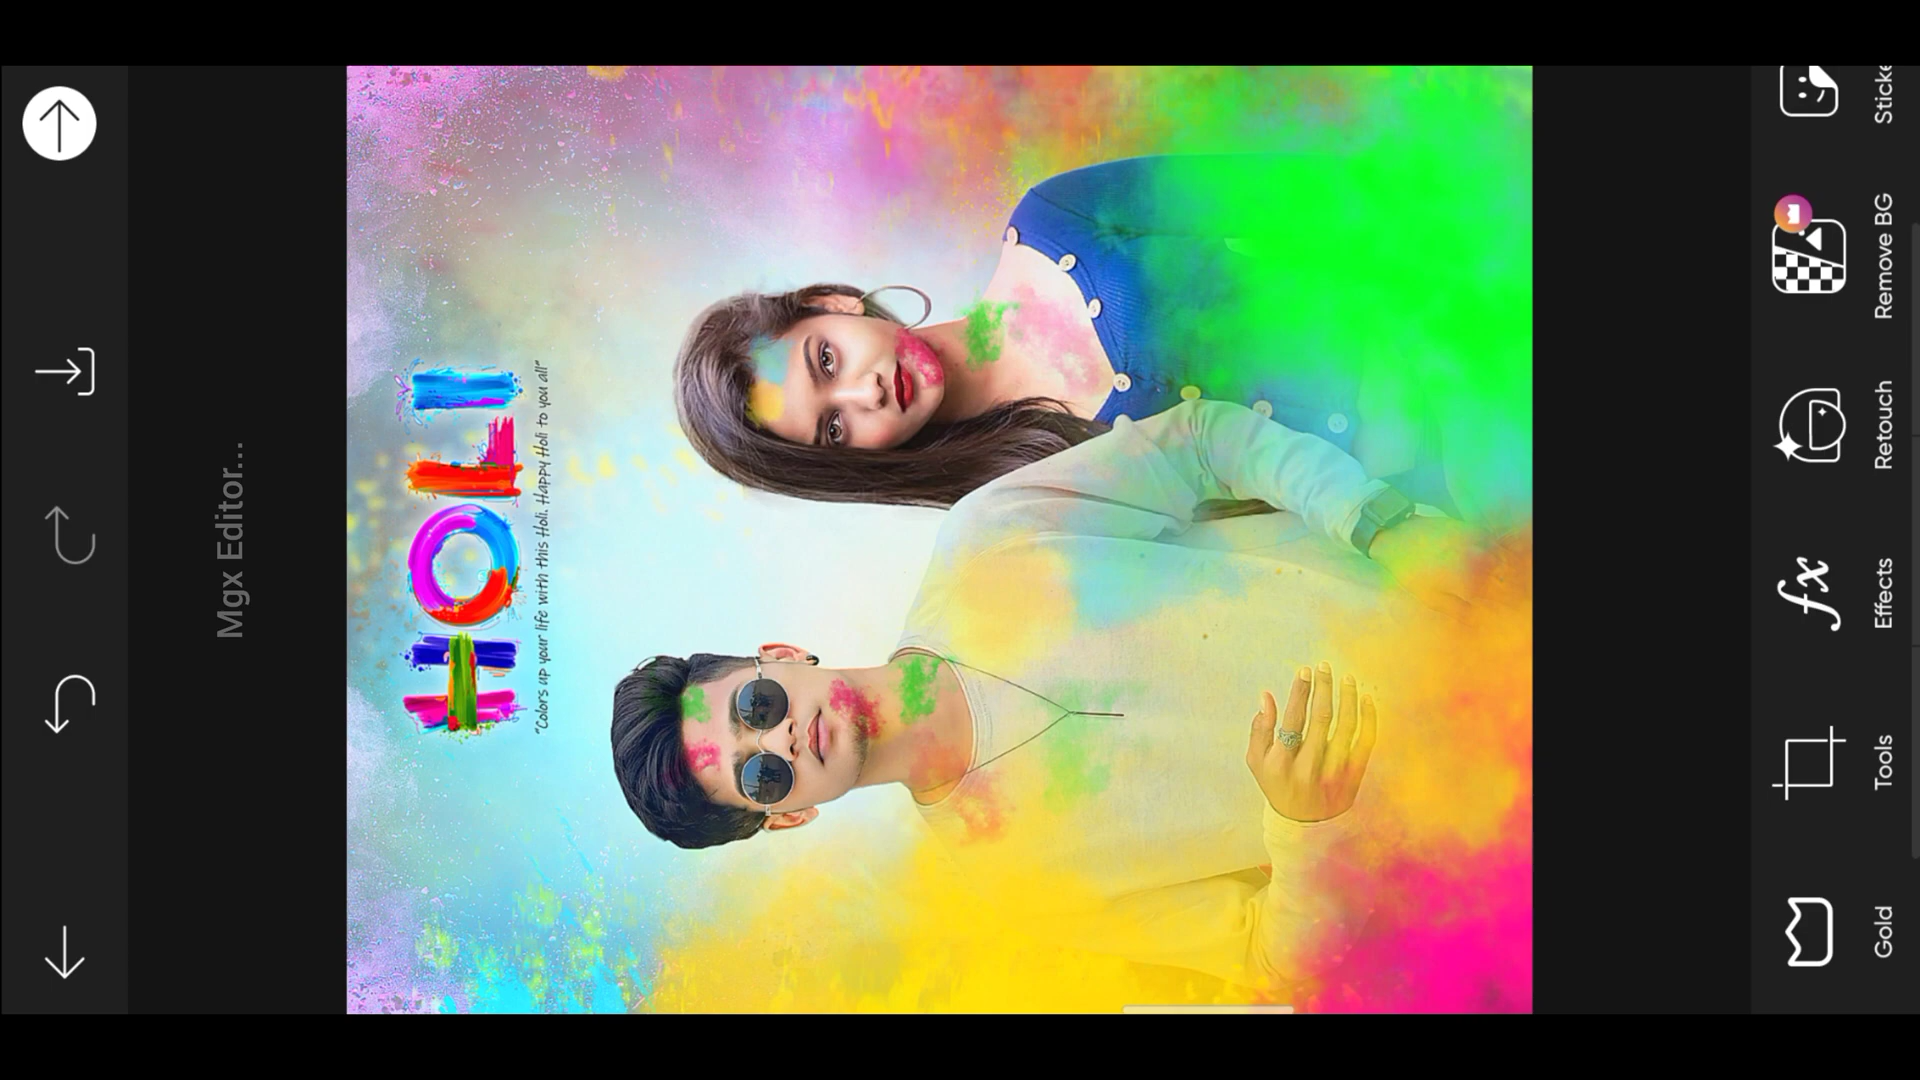 Mgx Editor...
HOLI
"Colors up your life with this Holi. Happy Holi to you all"
Gold
Tools
Effects
Retouch
Remove BG
Sticke